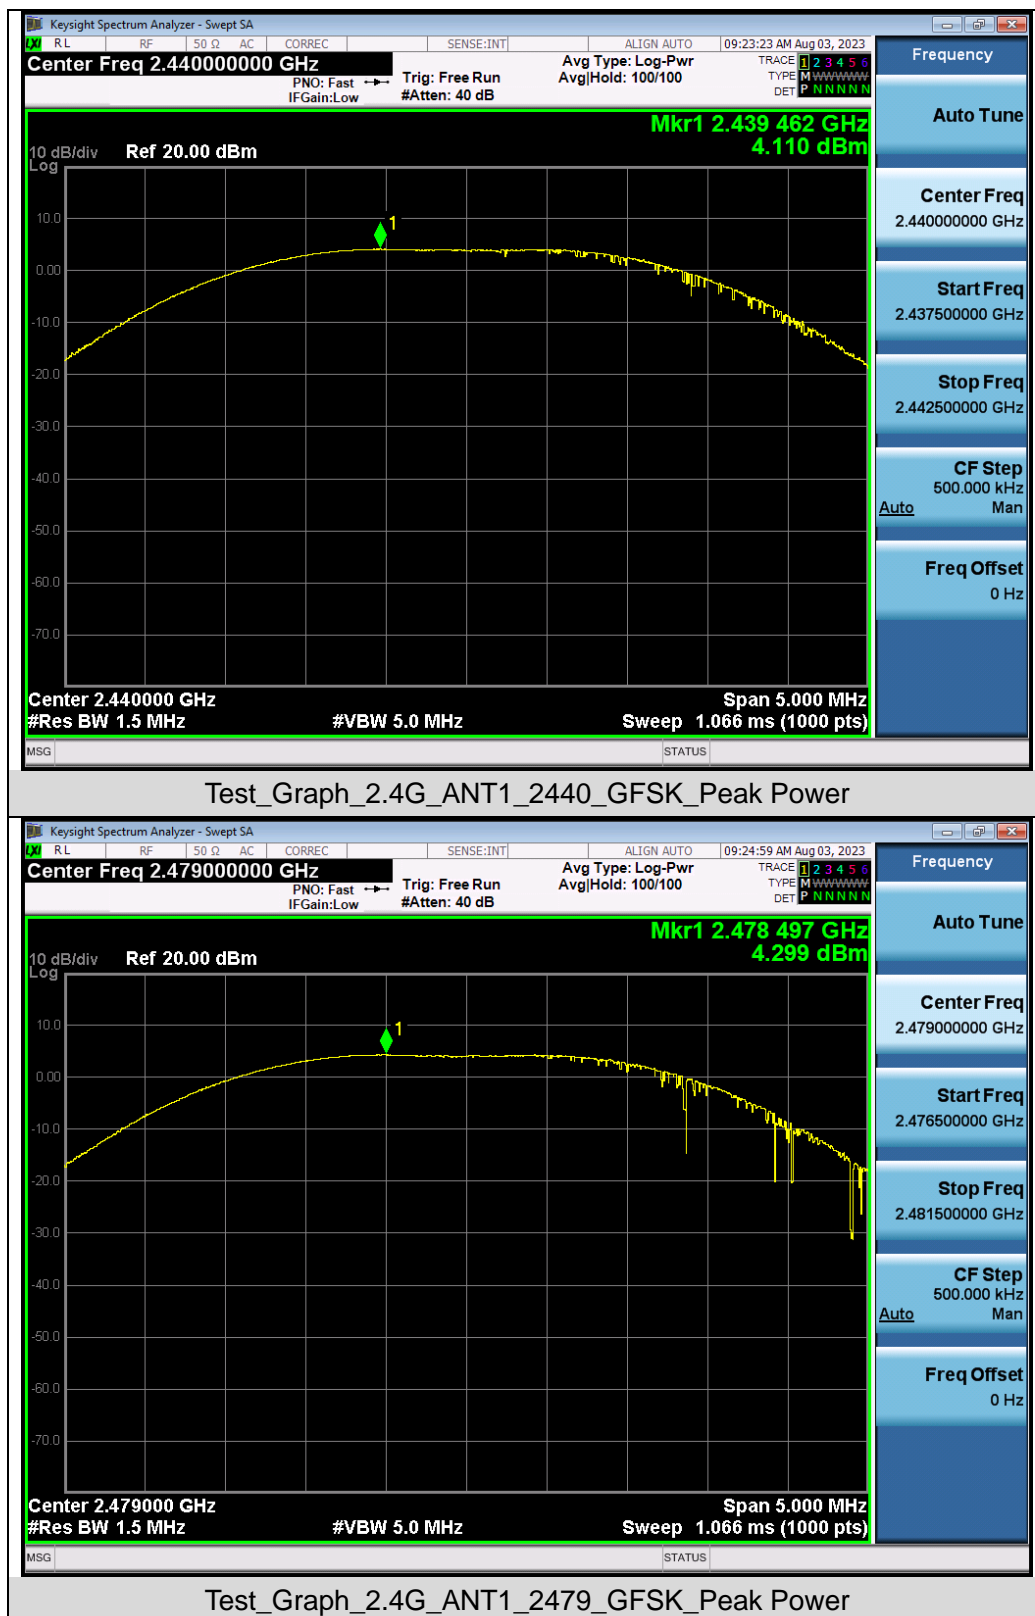 Keysight Spectrum Analyzer - Swept SA
LXI RL RF 50 Ω AC CORREC SENSE:INT ALIGN AUTO 09:23:23 AM Aug 03, 2023
Center Freq 2.440000000 GHz
PNO: Fast
IFGain:Low
Trig: Free Run
#Atten: 40 dB
Avg Type: Log-Pwr
Avg|Hold: 100/100
TRACE 1 2 3 4 5 6
TYPE M WWWWW
DET P N N N N N
Mkr1 2.439 462 GHz
4.110 dBm
10 dB/div Ref 20.00 dBm
Log
1
10.0
0.00
-10.0
-20.0
-30.0
-40.0
-50.0
-60.0
-70.0
Center 2.440000 GHz Span 5.000 MHz
#Res BW 1.5 MHz #VBW 5.0 MHz Sweep 1.066 ms (1000 pts)
MSG STATUS
Frequency
Auto Tune
Center Freq
2.440000000 GHz
Start Freq
2.437500000 GHz
Stop Freq
2.442500000 GHz
CF Step
500.000 kHz
Auto Man
Freq Offset
0 Hz
Test_Graph_2.4G_ANT1_2440_GFSK_Peak Power
Keysight Spectrum Analyzer - Swept SA
LXI RL RF 50 Ω AC CORREC SENSE:INT ALIGN AUTO 09:24:59 AM Aug 03, 2023
Center Freq 2.479000000 GHz
PNO: Fast
IFGain:Low
Trig: Free Run
#Atten: 40 dB
Avg Type: Log-Pwr
Avg|Hold: 100/100
TRACE 1 2 3 4 5 6
TYPE M WWWWW
DET P N N N N N
Mkr1 2.478 497 GHz
4.299 dBm
10 dB/div Ref 20.00 dBm
Log
1
10.0
0.00
-10.0
-20.0
-30.0
-40.0
-50.0
-60.0
-70.0
Center 2.479000 GHz Span 5.000 MHz
#Res BW 1.5 MHz #VBW 5.0 MHz Sweep 1.066 ms (1000 pts)
MSG STATUS
Frequency
Auto Tune
Center Freq
2.479000000 GHz
Start Freq
2.476500000 GHz
Stop Freq
2.481500000 GHz
CF Step
500.000 kHz
Auto Man
Freq Offset
0 Hz
Test_Graph_2.4G_ANT1_2479_GFSK_Peak Power